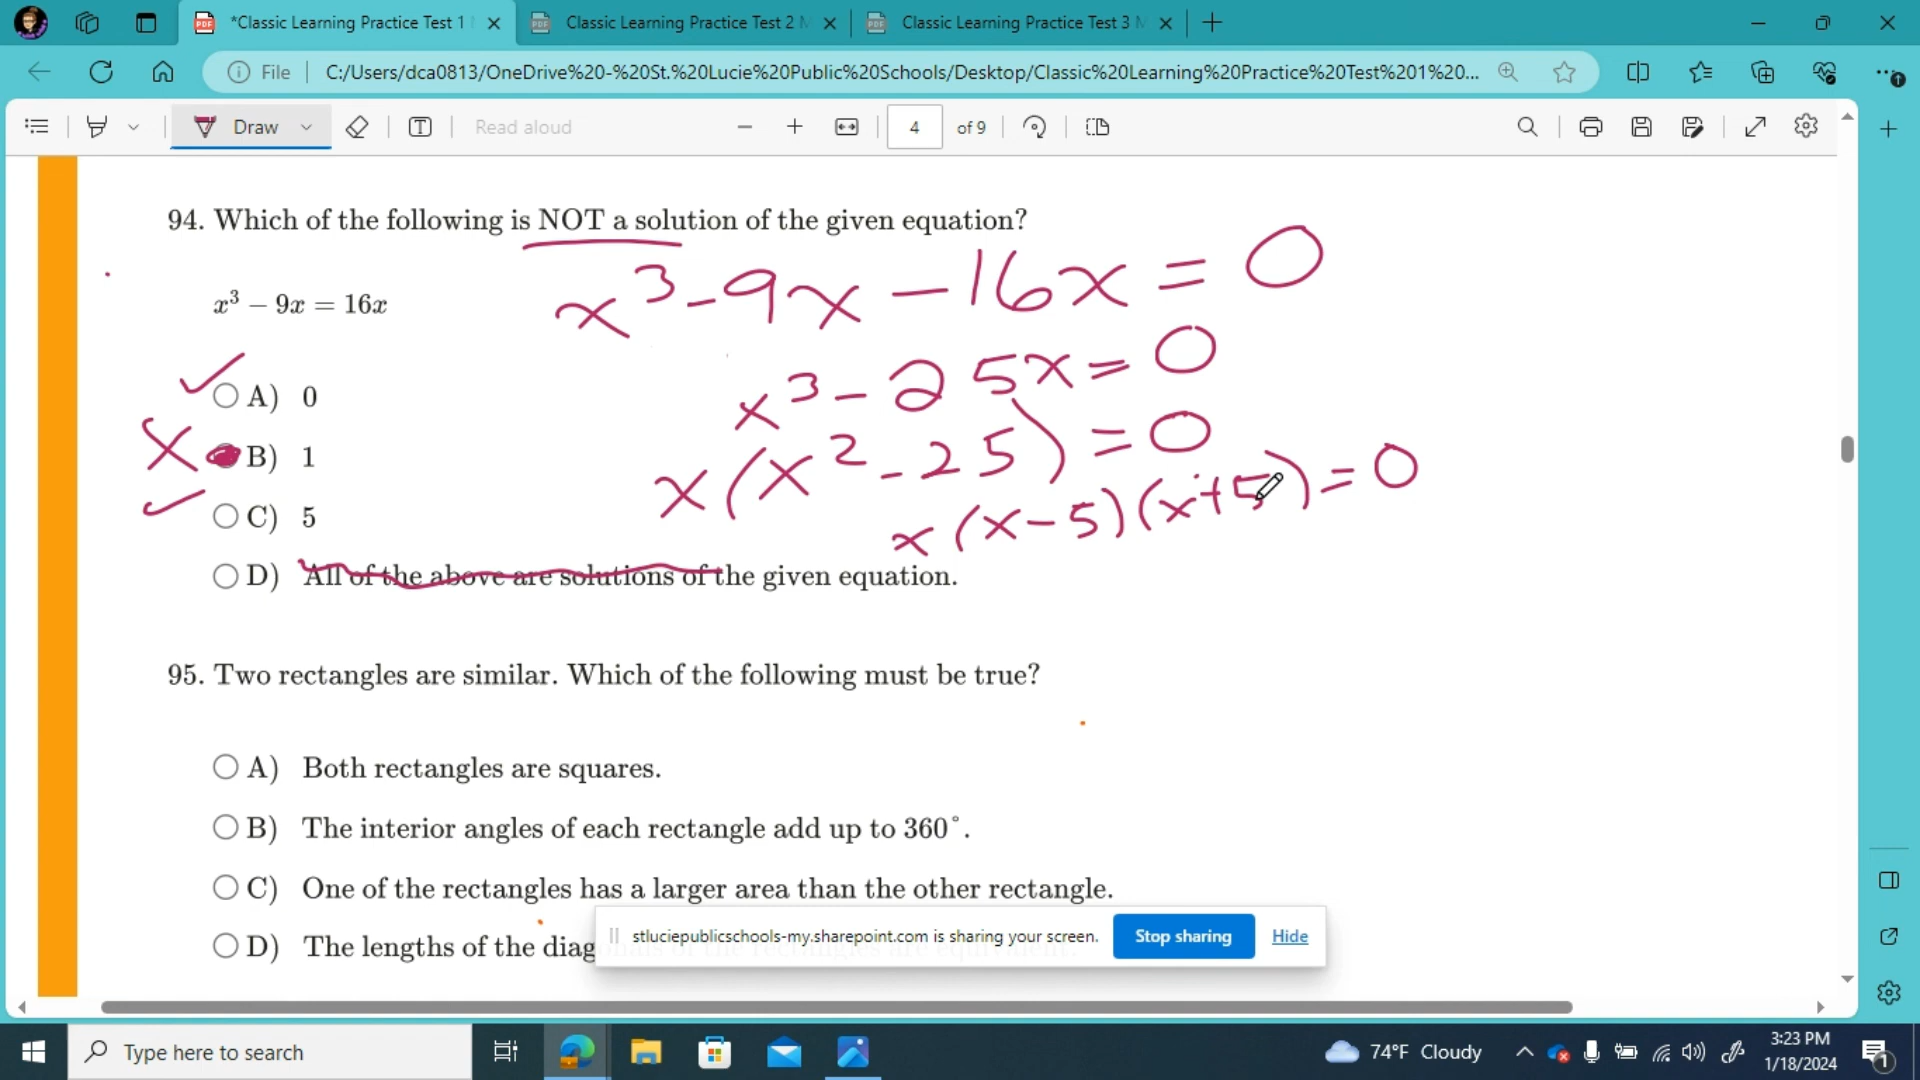 *Classic Learning Practice Test 1
Classic Learning Practice Test 2 M
Classic Learning Practice Test 3 M
File
C:/Users/dca0813/OneDrive%20-%20St.%20Lucie%20Public%20Schools/Desktop/Classic%20Learning%20Practice%20Test%201%20...
Draw
T
Read aloud
4
of 9
94. Which of the following is NOT a solution of the given equation?
x³ - 9x - 16x = 0
x³ − 9x = 16x
x³ - 25x = 0
A) 0
x(x² - 25) = 0
B) 1
x(x-5)(x+5) = 0
C) 5
D) All of the above are solutions of the given equation.
95. Two rectangles are similar. Which of the following must be true?
A) Both rectangles are squares.
B) The interior angles of each rectangle add up to 360°.
C) One of the rectangles has a larger area than the other rectangle.
stluciepublicschools-my.sharepoint.com is sharing your screen.
Stop sharing
Hide
D) The lengths of the
Type here to search
74°F Cloudy
3:23 PM
1/18/2024
1